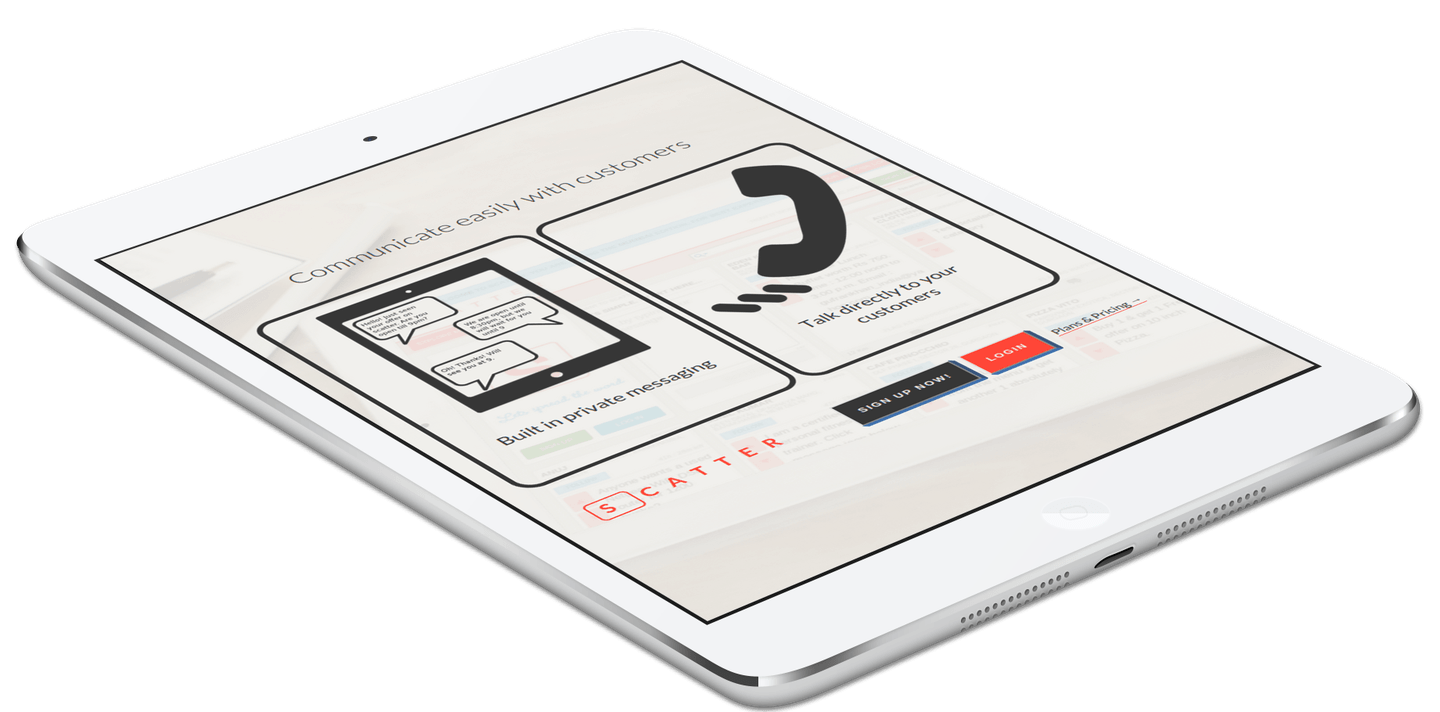 Communicate easily with customers
Hello! Just seen
your offer on
Scatter. Are you
open till 9pm?
We are open until
8:30pm, but we
will wait for you
until 9
Oh! Thanks! Will
see you at 9.
Built in private messaging
Talk directly to your
customers
SCATTER
SIGN UP NOW!
LOGIN
Plans & Pricing →